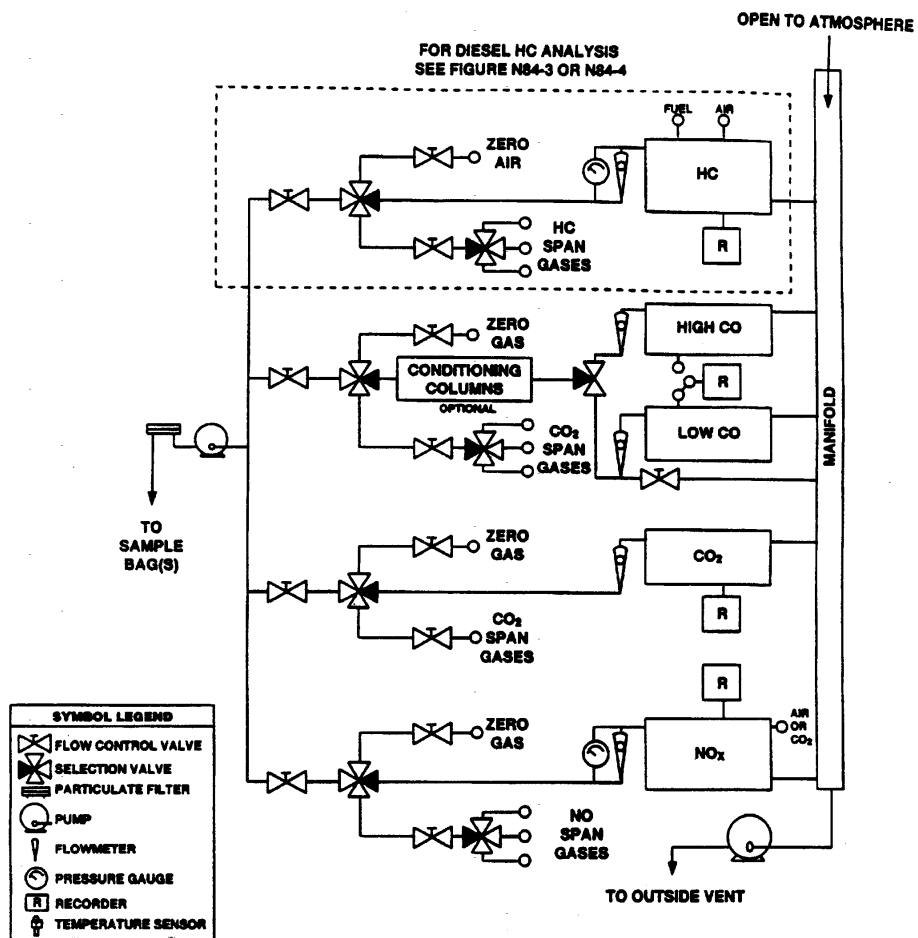 OPEN TO ATMOSPHERE
FOR DIESEL HC ANALYSIS
SEE FIGURE N84-3 OR N84-4
FUEL
AIR
ZERO
AIR
HC
HC
SPAN
GASES
R
ZERO
GAS
HIGH CO
CONDITIONING
COLUMNS
OPTIONAL
R
CO₂
SPAN
GASES
LOW CO
MANIFOLD
TO
SAMPLE
BAG(S)
ZERO
GAS
CO₂
R
CO₂
SPAN
GASES
R
ZERO
GAS
AIR
OR
CO₂
NOx
NO
SPAN
GASES
TO OUTSIDE VENT
SYMBOL LEGEND
FLOW CONTROL VALVE
SELECTION VALVE
PARTICULATE FILTER
PUMP
FLOWMETER
PRESSURE GAUGE
R RECORDER
TEMPERATURE SENSOR